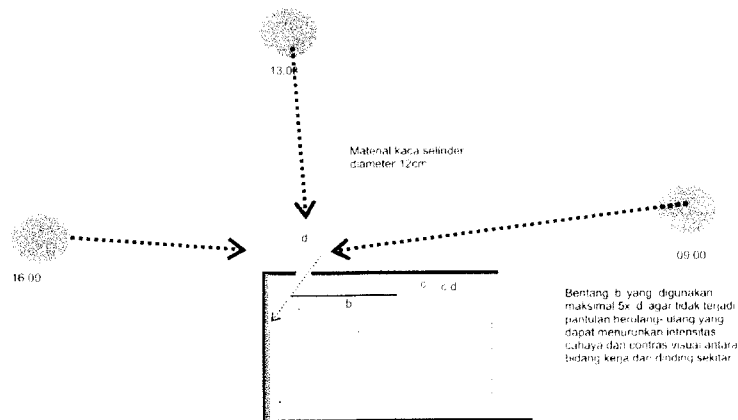 13.00
Material kaca selinder
diameter 12cm
d
16.00
09.00
c d
b
Bentang b yang digunakan
maksimal 5x d agar tidak terjadi
pantulan berulang- ulang yang
dapat menurunkan intensitas
cahaya dan contras visual antara
bidang kerja dan dinding sekitar